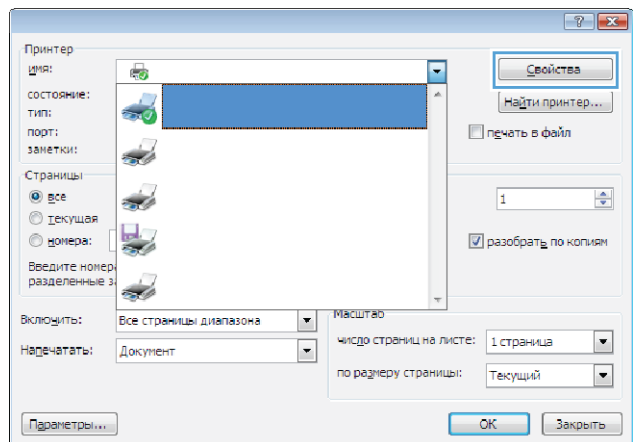 Принтер
имя:
Свойства
состояние:
Найти принтер...
тип:
порт:
печать в файл
заметки:
Страницы
все
1
текущая
номера:
разобрать по копиям
Введите номер
разделенные з
Включить:
Все страницы диапазона
Масштаб
число страниц на листе:
1 страница
Напечатать:
Документ
по размеру страницы:
Текущий
Параметры...
ОК
Закрыть